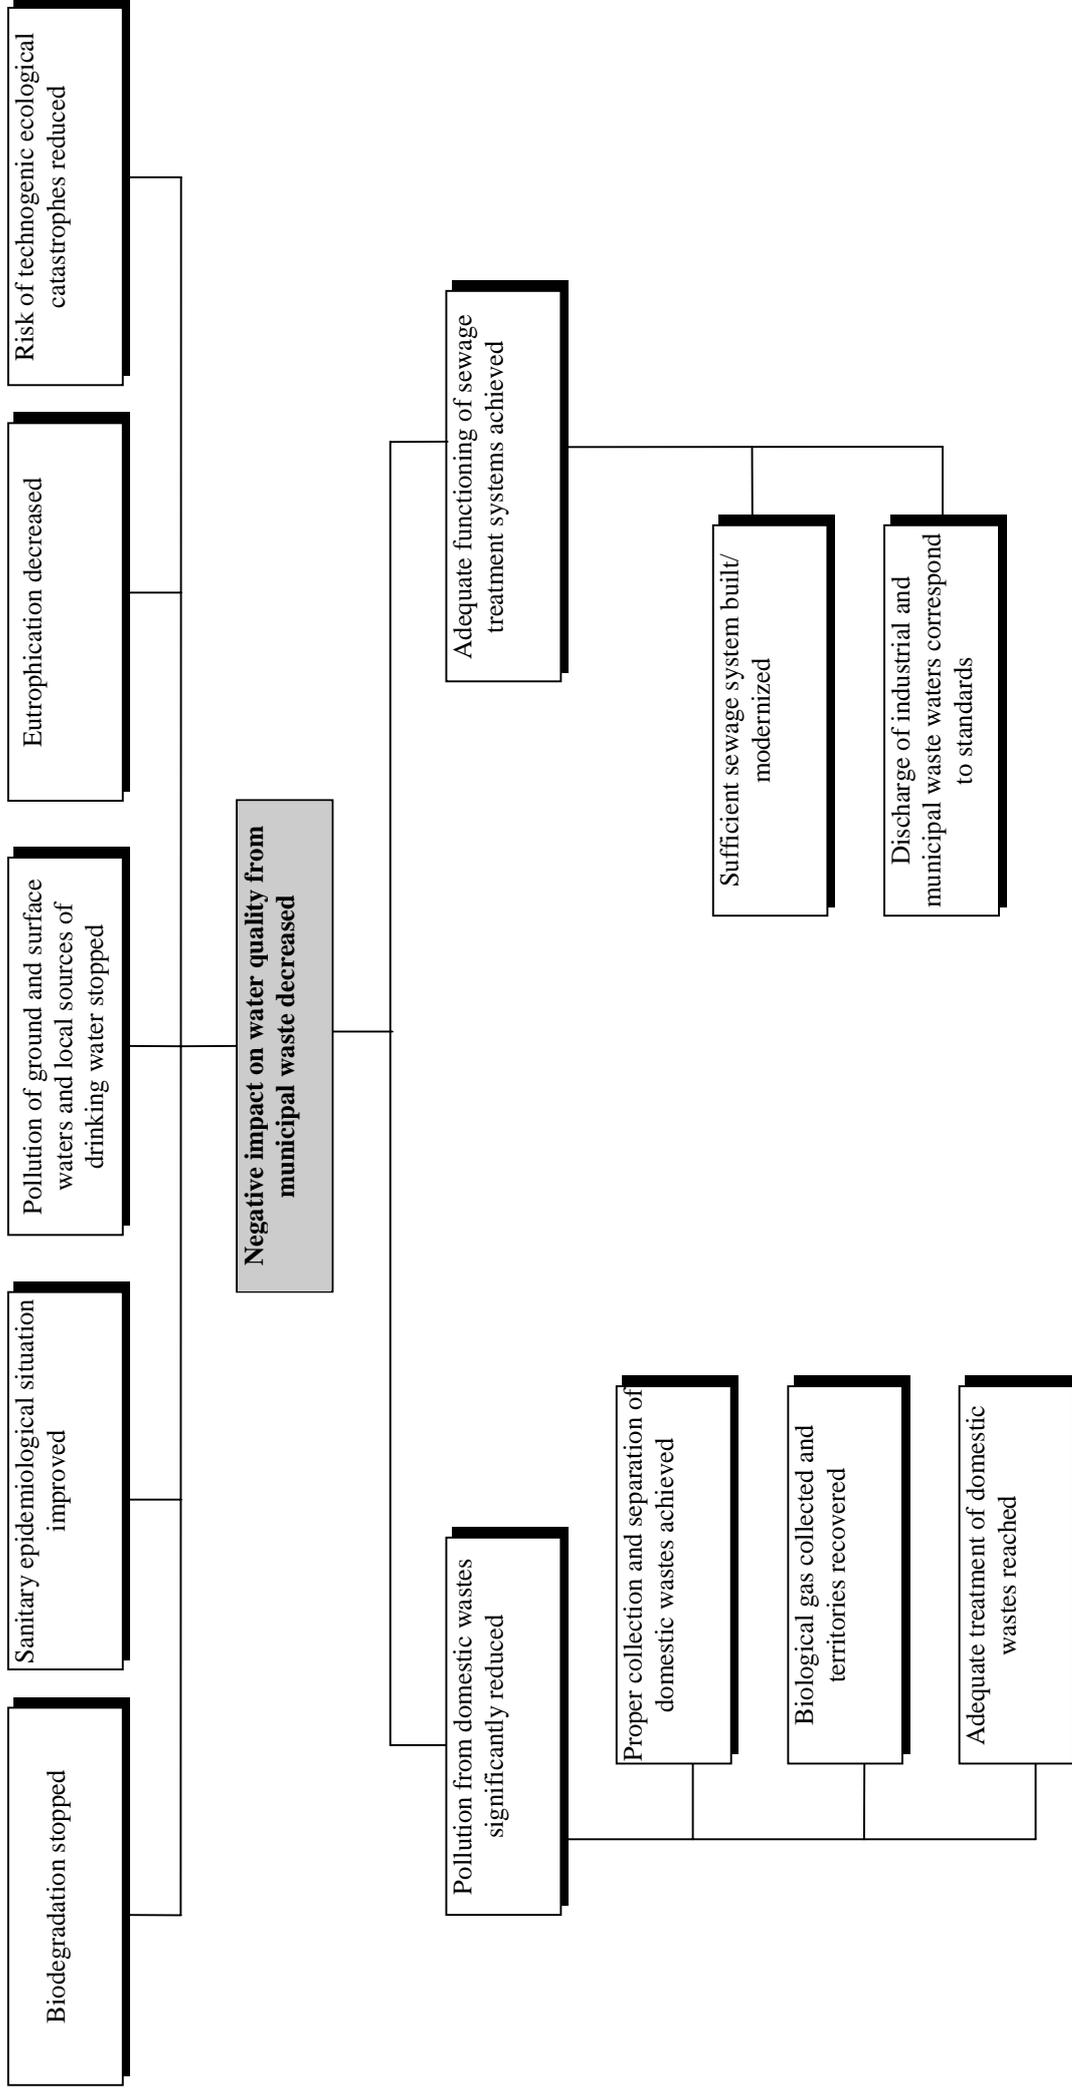 Biodegradation stopped
Sanitary epidemiological situation
improved
Pollution of ground and surface
waters and local sources of
drinking water stopped
Eutrophication decreased
Risk of technogenic ecological
catastrophes reduced
Negative impact on water quality from
municipal waste decreased
Pollution from domestic wastes
significantly reduced
Adequate functioning of sewage
treatment systems achieved
Proper collection and separation of
domestic wastes achieved
Biological gas collected and
territories recovered
Adequate treatment of domestic
wastes reached
Sufficient sewage system built/
modernized
Discharge of industrial and
municipal waste waters correspond
to standards